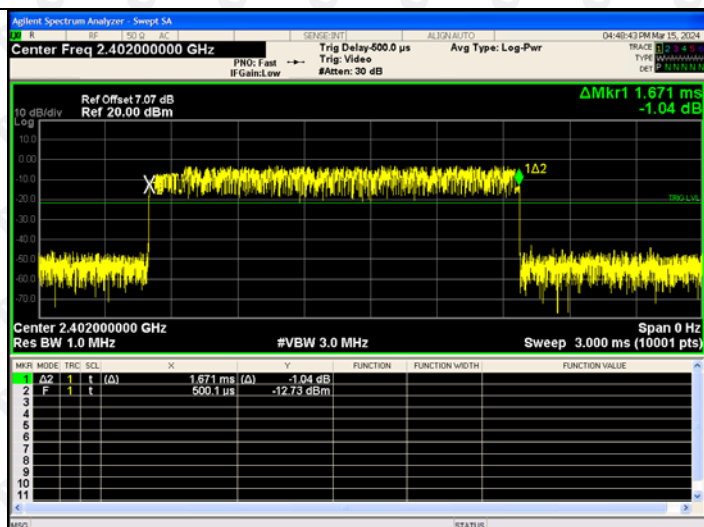 Agilent Spectrum Analyzer - Swept SA
R RF 50 Ω AC SENSE:INT ALIGN AUTO 04:48:43 PM Mar 15, 2024
Center Freq 2.402000000 GHz
PNO: Fast
IFGain:Low
Trig Delay-500.0 µs
Trig: Video
#Atten: 30 dB
Avg Type: Log-Pwr
TRACE 1 2 3 4 5 6
TYPE
DET P N N N N N
ΔMkr1 1.671 ms
-1.04 dB
Ref Offset 7.07 dB
10 dB/div Ref 20.00 dBm
Log
10.0
0.00
-10.0
-20.0
-30.0
-40.0
-50.0
-60.0
-70.0
1Δ2
TRIG LVL
Center 2.402000000 GHz Span 0 Hz
Res BW 1.0 MHz #VBW 3.0 MHz Sweep 3.000 ms (10001 pts)
MKR MODE TRC SCL X Y FUNCTION FUNCTION WIDTH FUNCTION VALUE
1 Δ2 1 t (Δ) 1.671 ms (Δ) -1.04 dB
2 F 1 t 500.1 µs -12.73 dBm
3
4
5
6
7
8
9
10
11
MSG STATUS